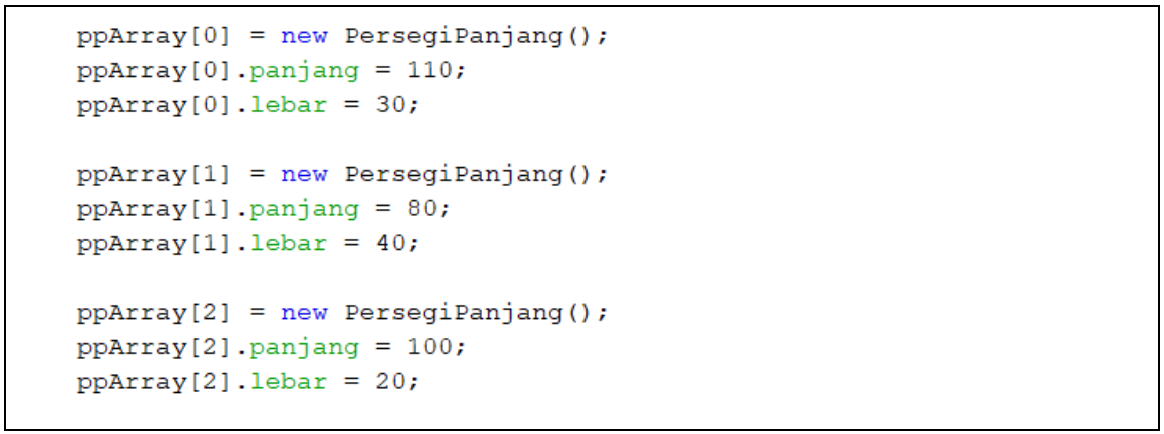 ppArray[0] = new PersegiPanjang();
ppArray[0].panjang = 110;
ppArray[0].lebar = 30;
ppArray[1] = new PersegiPanjang();
ppArray[1].panjang = 80;
ppArray[1].lebar = 40;
ppArray[2] = new PersegiPanjang();
ppArray[2].panjang = 100;
ppArray[2].lebar = 20;